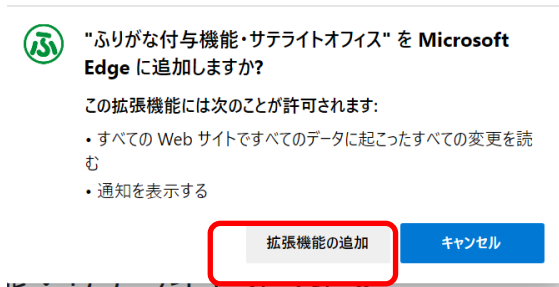 ふ
"ふりがな付与機能・サテライトオフィス" を Microsoft
Edge に追加しますか?
この拡張機能には次のことが許可されます:
• すべての Web サイトですべてのデータに起こったすべての変更を読
む
• 通知を表示する
拡張機能の追加
キャンセル